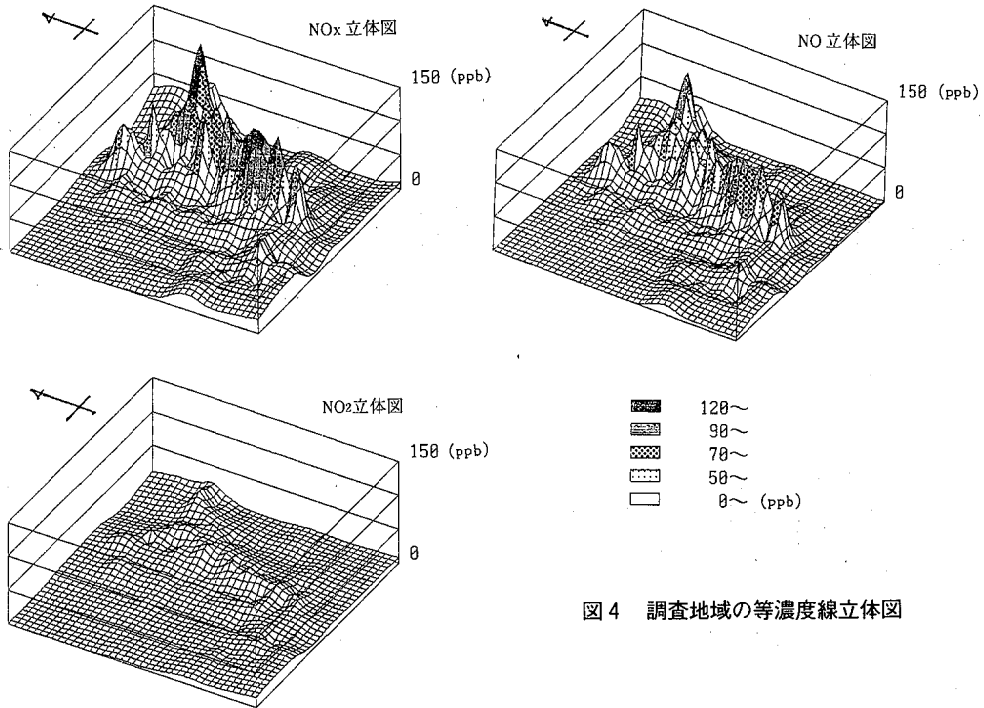 NOx 立体図
150 (ppb)
0
NO 立体図
150 (ppb)
0
NO2立体図
150 (ppb)
0
120～
90～
70～
50～
0～ (ppb)
図4 調査地域の等濃度線立体図